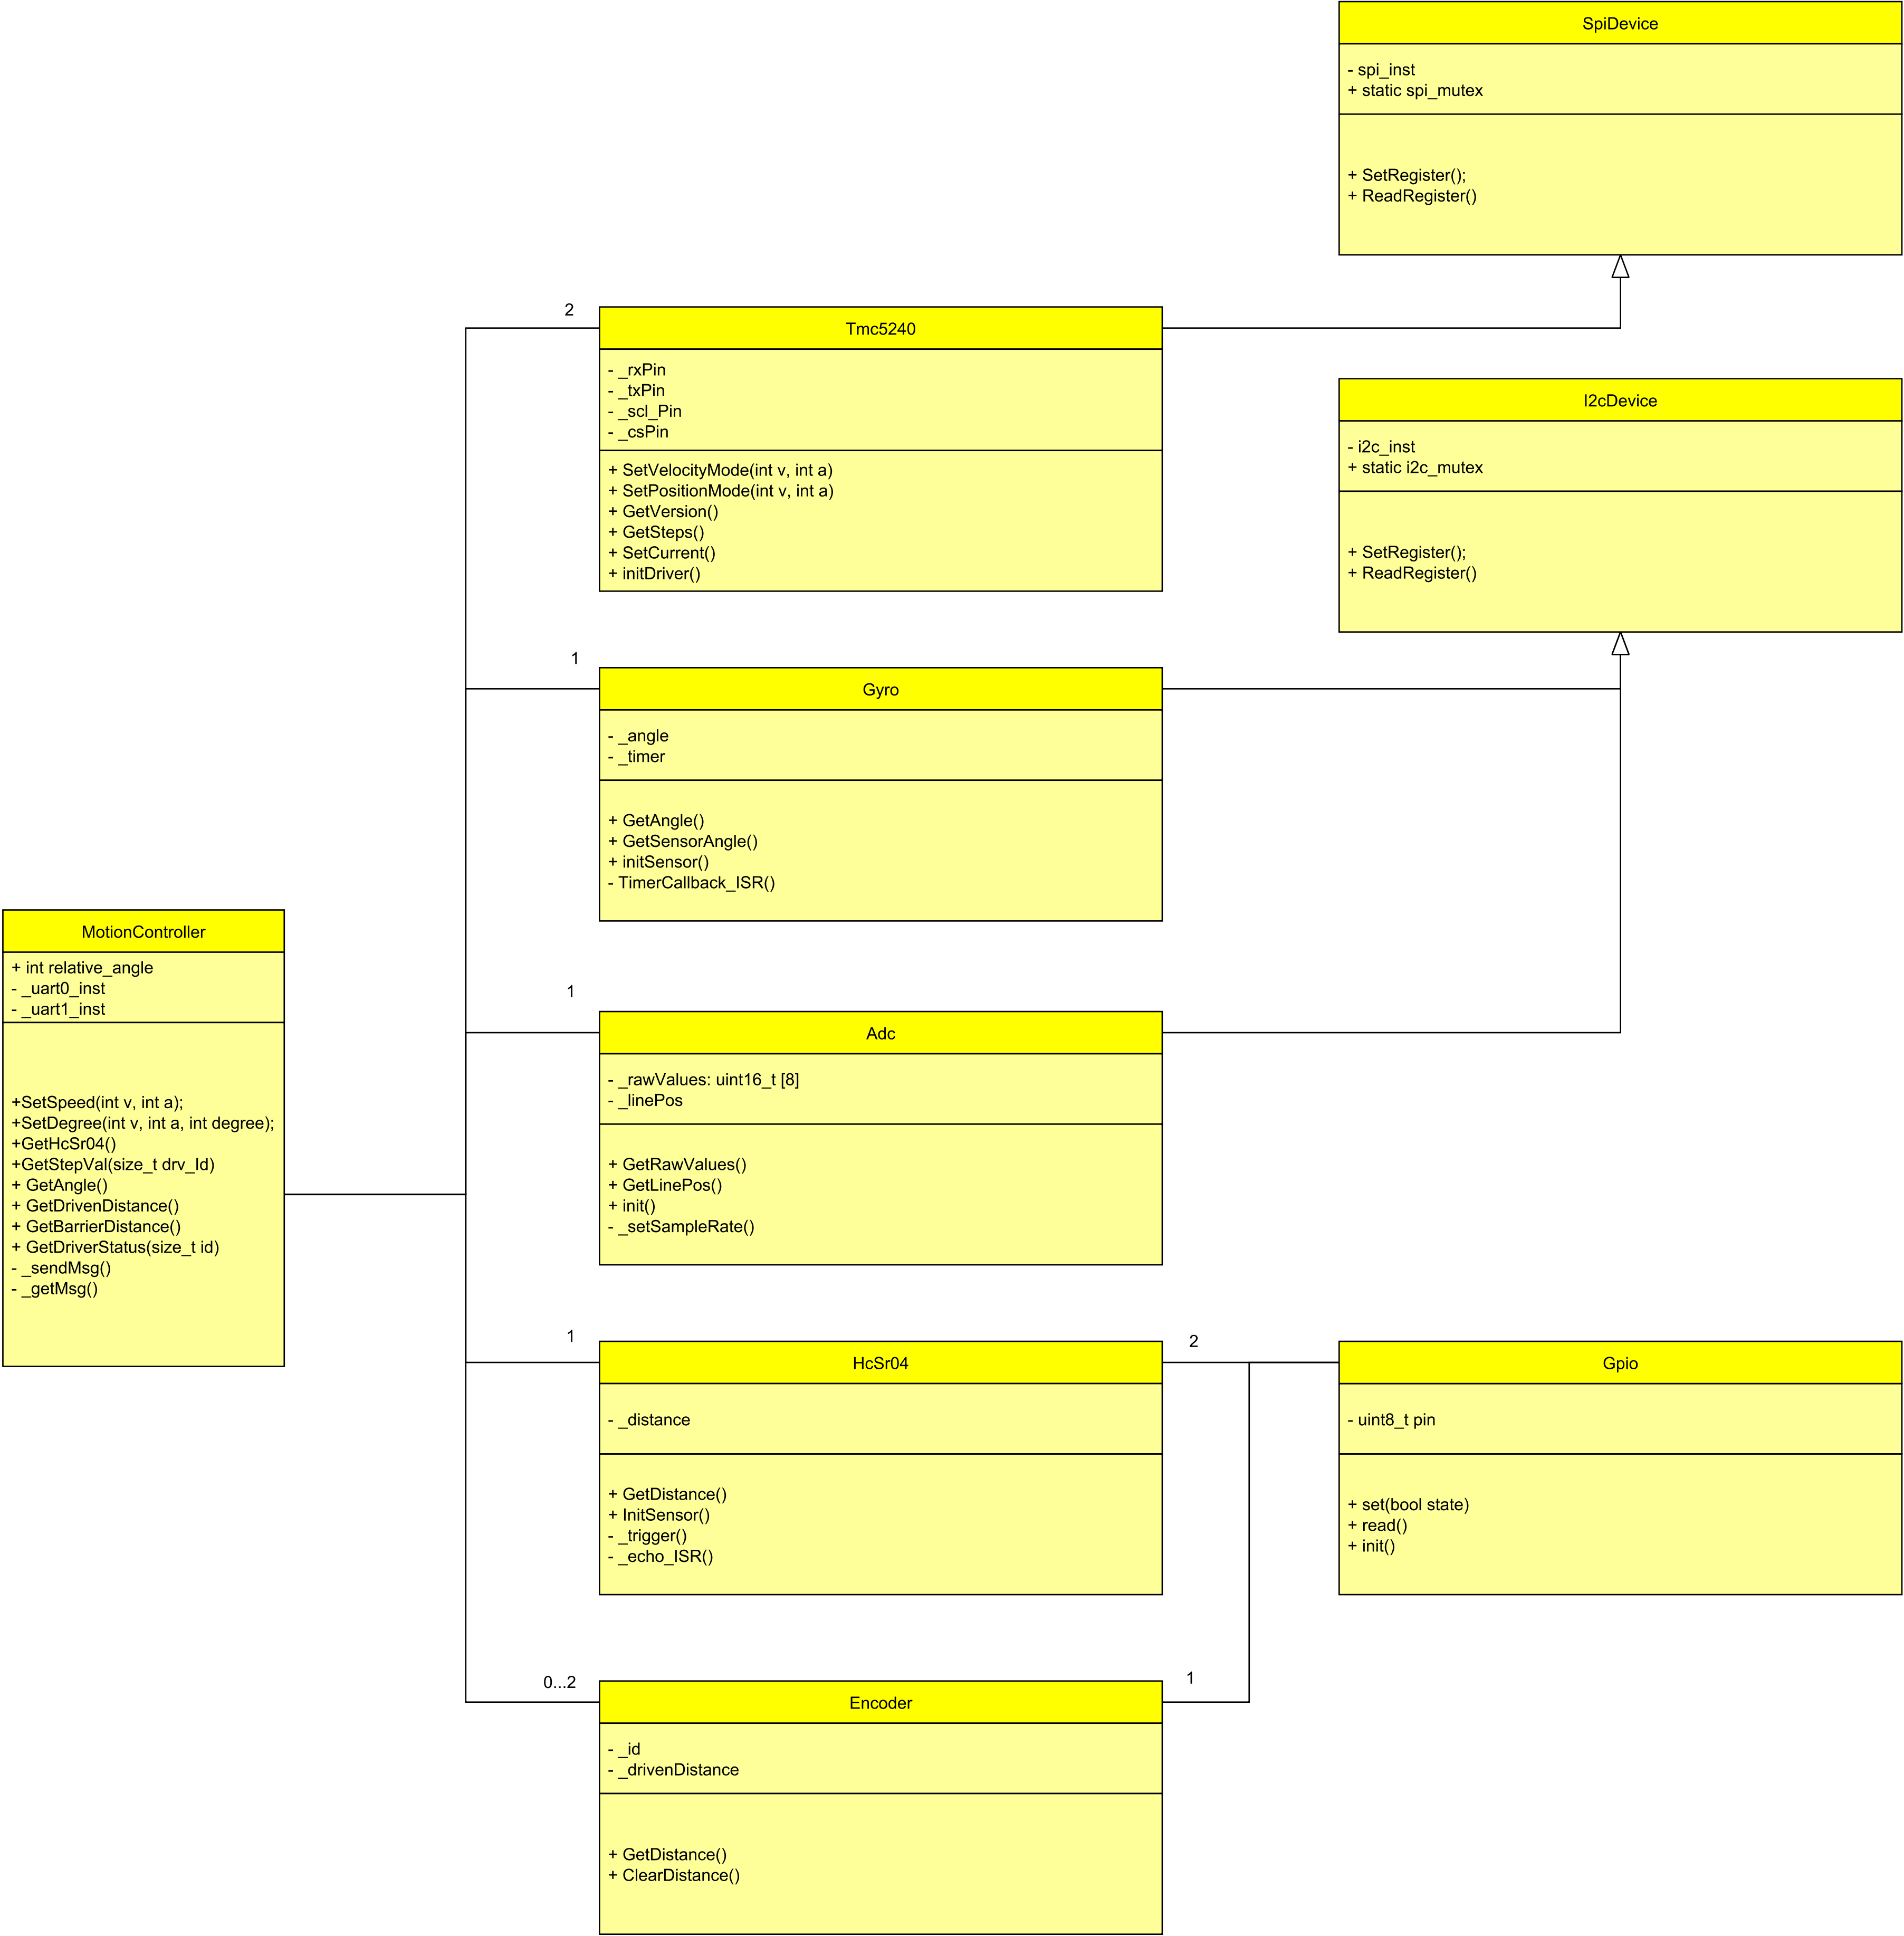 SpiDevice
- spi_inst
+ static spi_mutex
+ SetRegister();
+ ReadRegister()
2
Tmc5240
- _rxPin
- _txPin
- _scl_Pin
- _csPin
+ SetVelocityMode(int v, int a)
+ SetPositionMode(int v, int a)
+ GetVersion()
+ GetSteps()
+ SetCurrent()
+ initDriver()
I2cDevice
- i2c_inst
+ static i2c_mutex
+ SetRegister();
+ ReadRegister()
1
Gyro
- _angle
- _timer
+ GetAngle()
+ GetSensorAngle()
+ initSensor()
- TimerCallback_ISR()
MotionController
+ int relative_angle
- _uart0_inst
- _uart1_inst
+SetSpeed(int v, int a);
+SetDegree(int v, int a, int degree);
+GetHcSr04()
+GetStepVal(size_t drv_Id)
+ GetAngle()
+ GetDrivenDistance()
+ GetBarrierDistance()
+ GetDriverStatus(size_t id)
- _sendMsg()
- _getMsg()
1
Adc
- _rawValues: uint16_t [8]
- _linePos
+ GetRawValues()
+ GetLinePos()
+ init()
- _setSampleRate()
1
HcSr04
- _distance
+ GetDistance()
+ InitSensor()
- _trigger()
- _echo_ISR()
2
Gpio
- uint8_t pin
+ set(bool state)
+ read()
+ init()
0...2
Encoder
- _id
- _drivenDistance
+ GetDistance()
+ ClearDistance()
1